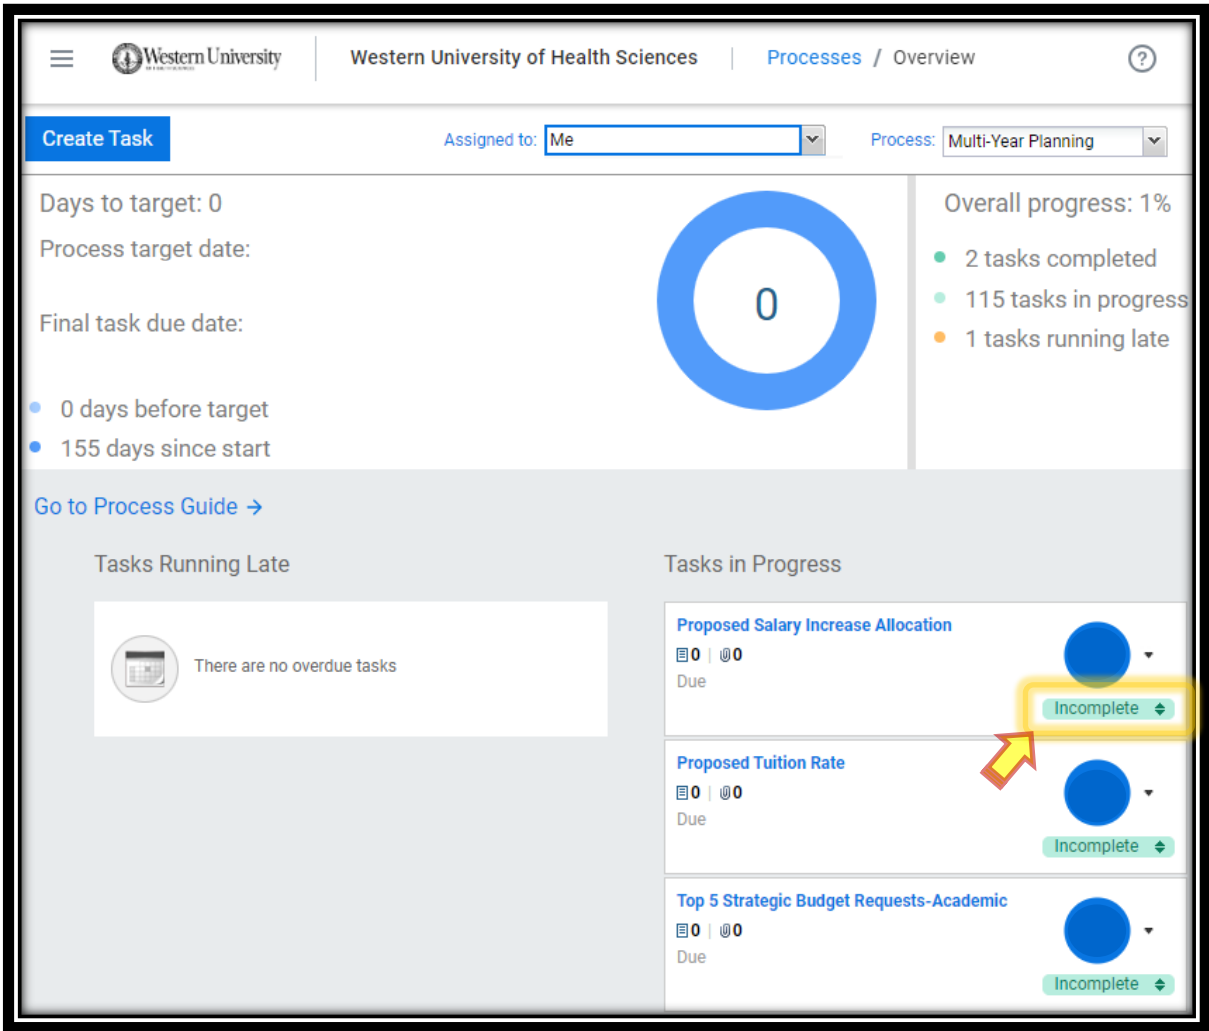 Western University
Western University of Health Sciences
Processes / Overview
?
Create Task
Assigned to: Me
Process: Multi-Year Planning
Days to target: 0
Process target date:
Final task due date:
0 days before target
155 days since start
0
Overall progress: 1%
2 tasks completed
115 tasks in progress
1 tasks running late
Go to Process Guide →
Tasks Running Late
There are no overdue tasks
Tasks in Progress
Proposed Salary Increase Allocation
0 | 0
Due
Incomplete
Proposed Tuition Rate
0 | 0
Due
Incomplete
Top 5 Strategic Budget Requests-Academic
0 | 0
Due
Incomplete